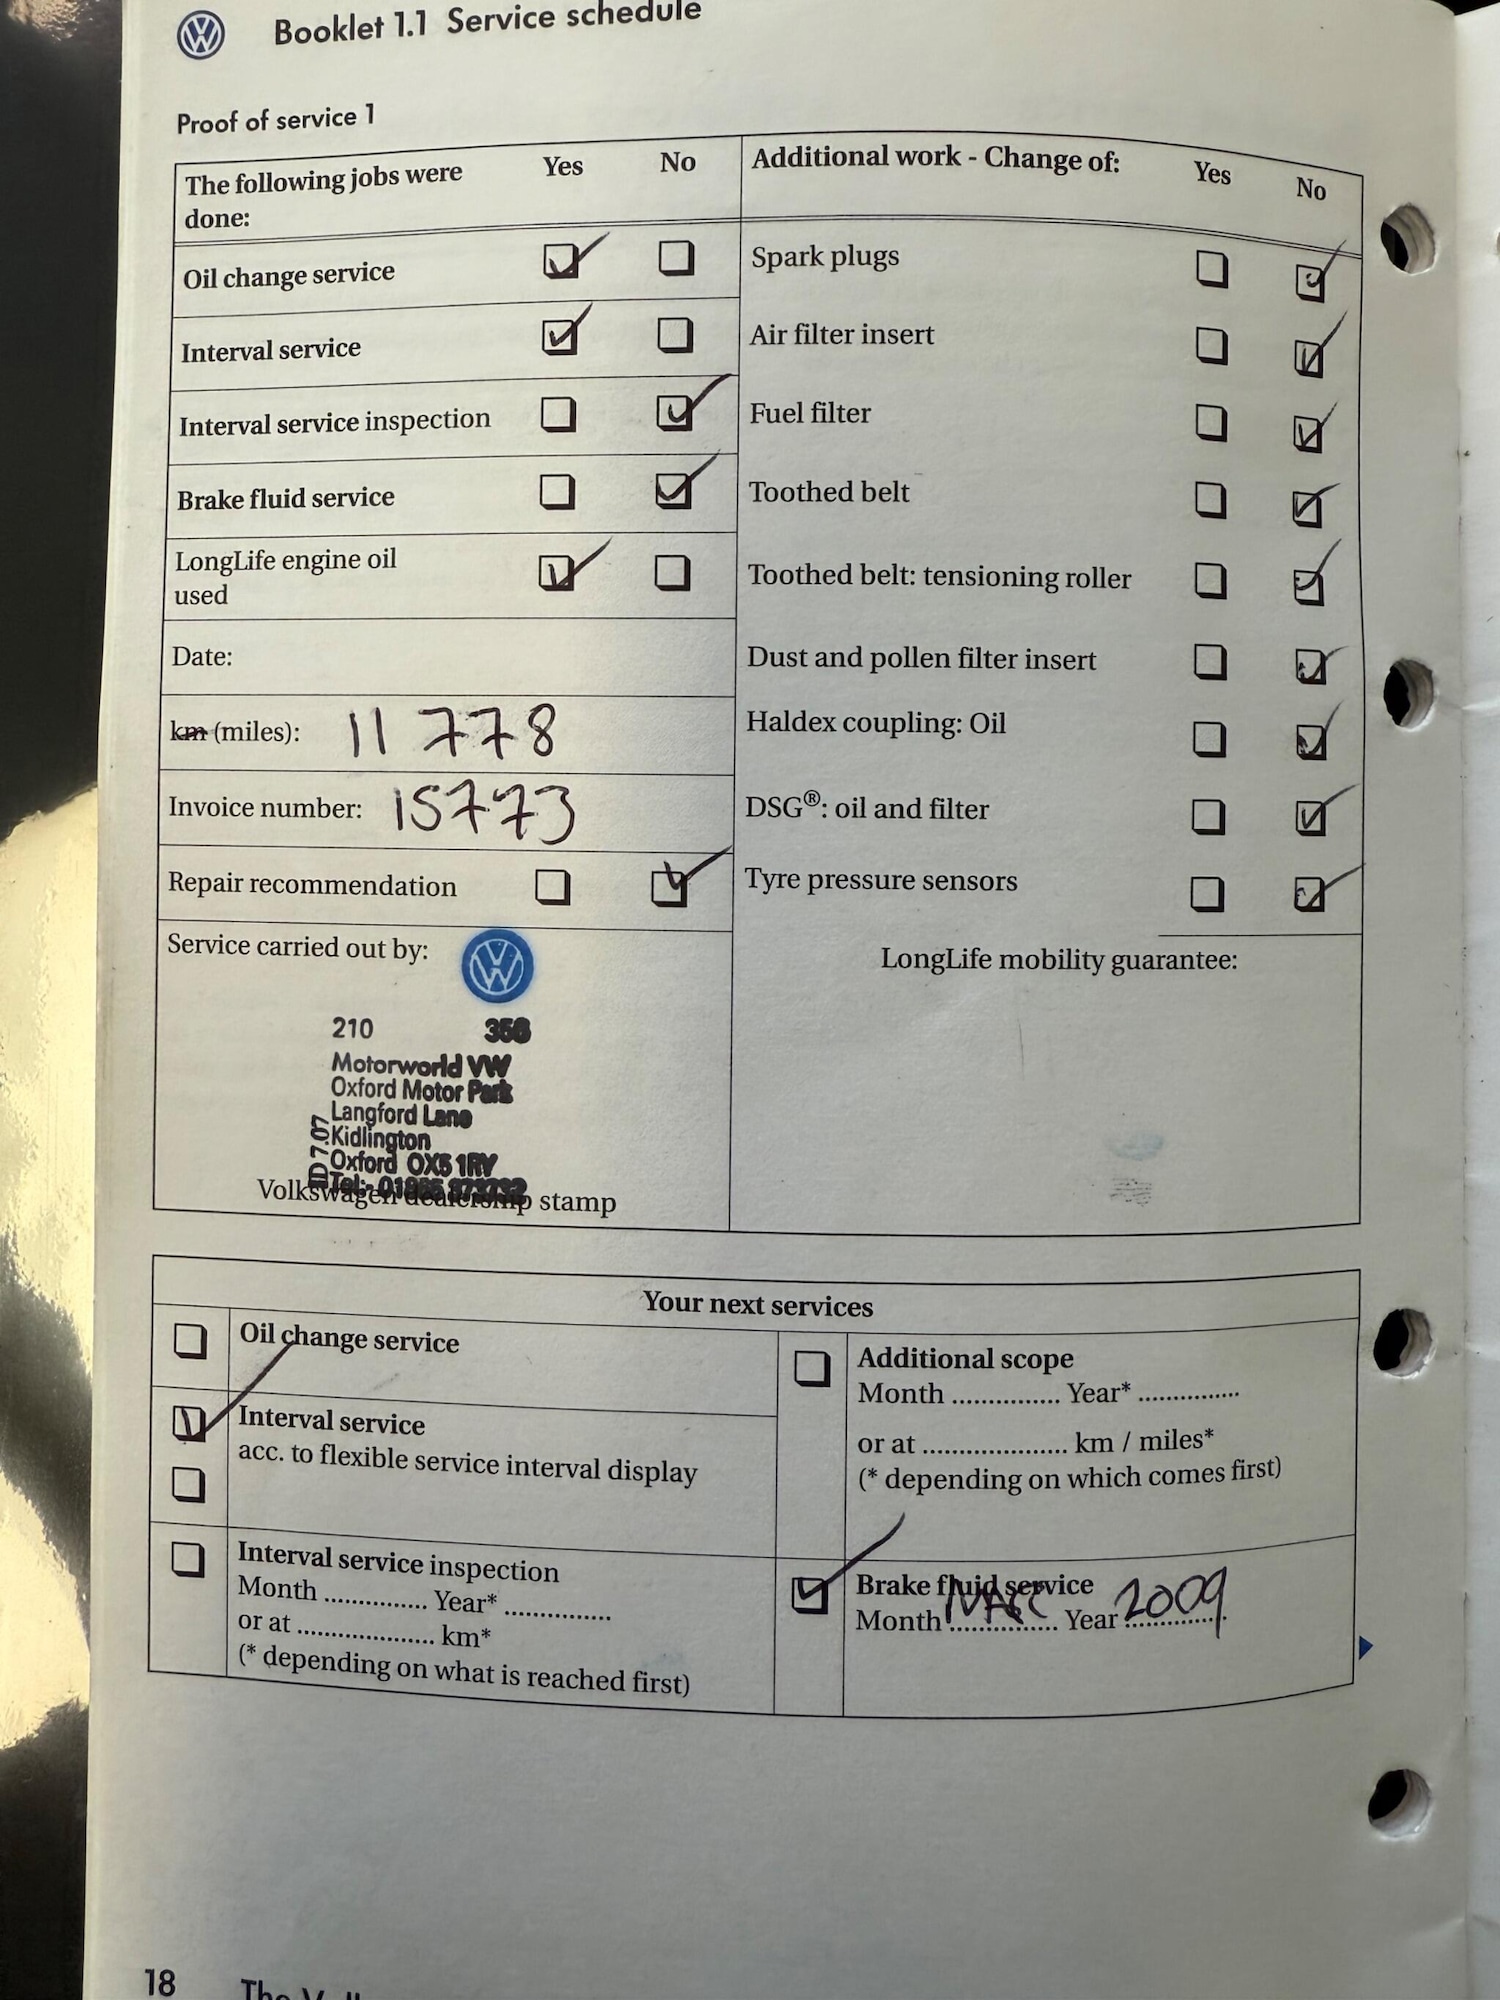 Booklet 1.1 Service schedule
Proof of service 1
The following jobs were done: Yes No
Oil change service
Interval service
Interval service inspection
Brake fluid service
LongLife engine oil
used
Date:
km (miles): 11 778
Invoice number: 15773
Repair recommendation
Service carried out by:
210
Motorworld VW
Oxford Motor Park
Langford Lane
Kidlington
Oxford OX5 1RY
Volkswagen dealership stamp
Additional work - Change of: Yes No
Spark plugs
Air filter insert
Fuel filter
Toothed belt
Toothed belt: tensioning roller
Dust and pollen filter insert
Haldex coupling: Oil
DSG®: oil and filter
Tyre pressure sensors
LongLife mobility guarantee:
Your next services
Oil change service
Interval service
acc. to flexible service interval display
Interval service inspection
Month ............... Year* ...............
or at .................... km*
(* depending on what is reached first)
Additional scope
Month ............... Year* ...............
or at ..................... km / miles*
(* depending on which comes first)
Brake fluid service
Month ............... Year 2009
18